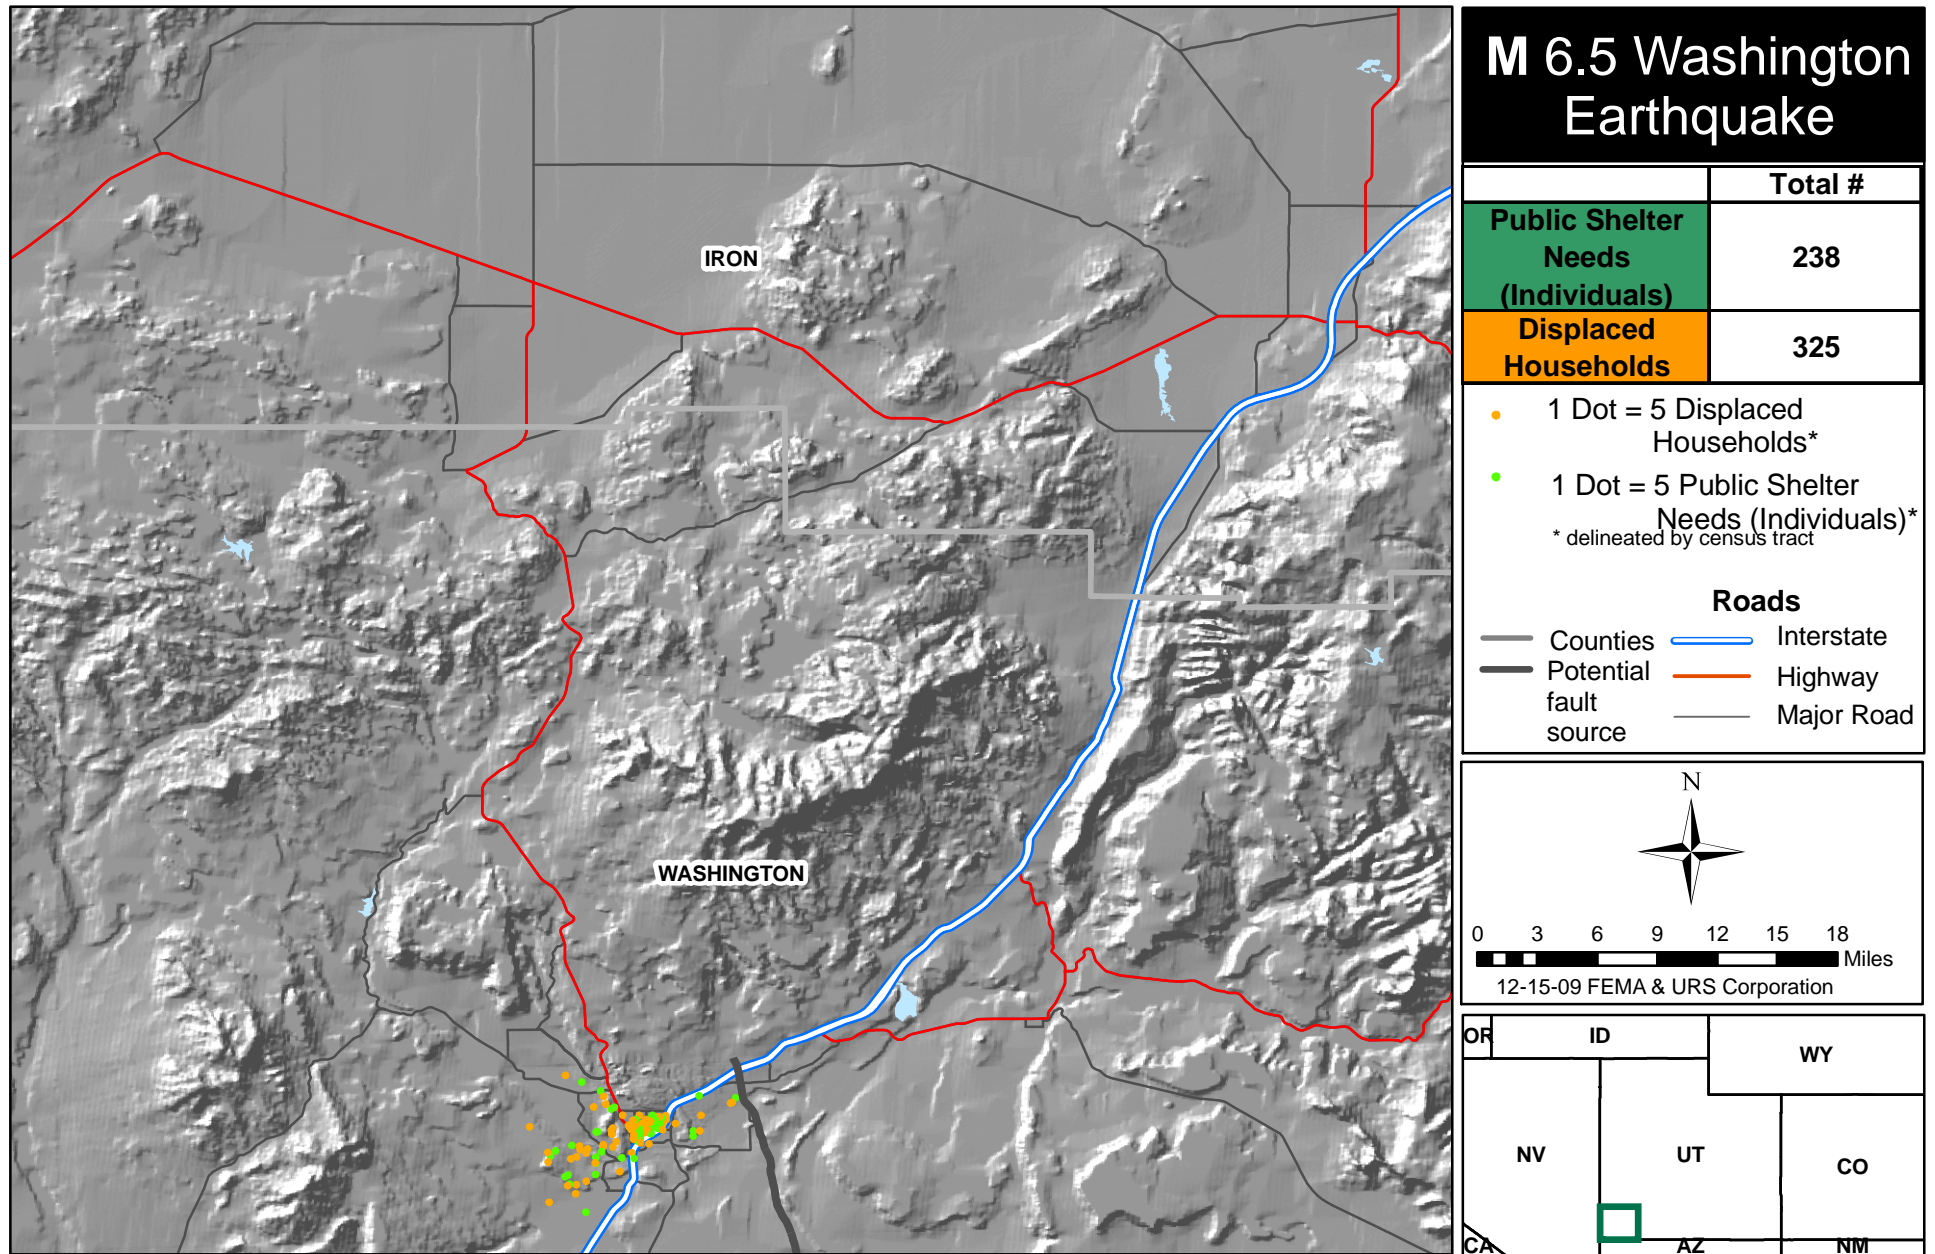 M 6.5 Washington
Earthquake
Total #
Public Shelter
Needs
(Individuals)
238
Displaced
Households
325
1 Dot = 5 Displaced
Households*
1 Dot = 5 Public Shelter
Needs (Individuals)*
* delineated by census tract
Roads
Counties
Interstate
Potential
fault
source
Highway
Major Road
N
0 3 6 9 12 15 18
Miles
12-15-09 FEMA & URS Corporation
OR
ID
WY
NV
UT
CO
CA
AZ
NM
IRON
WASHINGTON